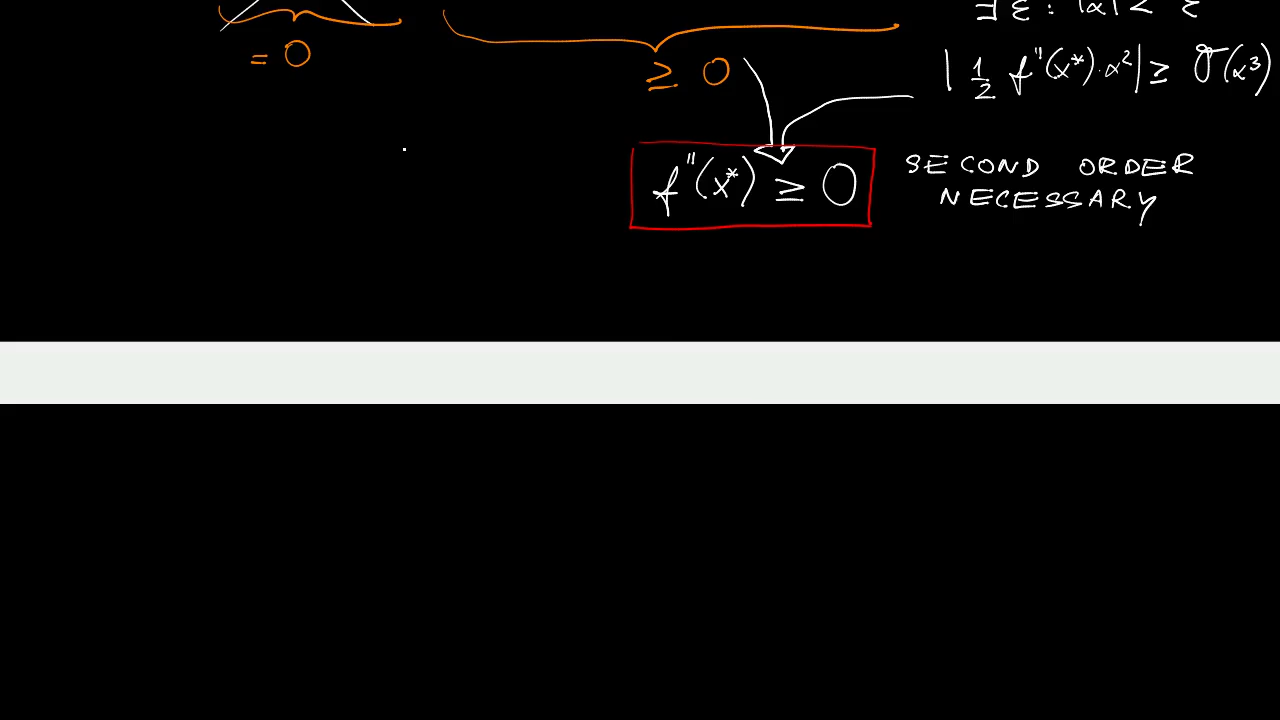 ∃ ε : |α| < ε
= 0
≥ 0
| 1/2 f''(x*)·α² | ≥ O(α³)
f''(x*) ≥ 0
SECOND ORDER
NECESSARY